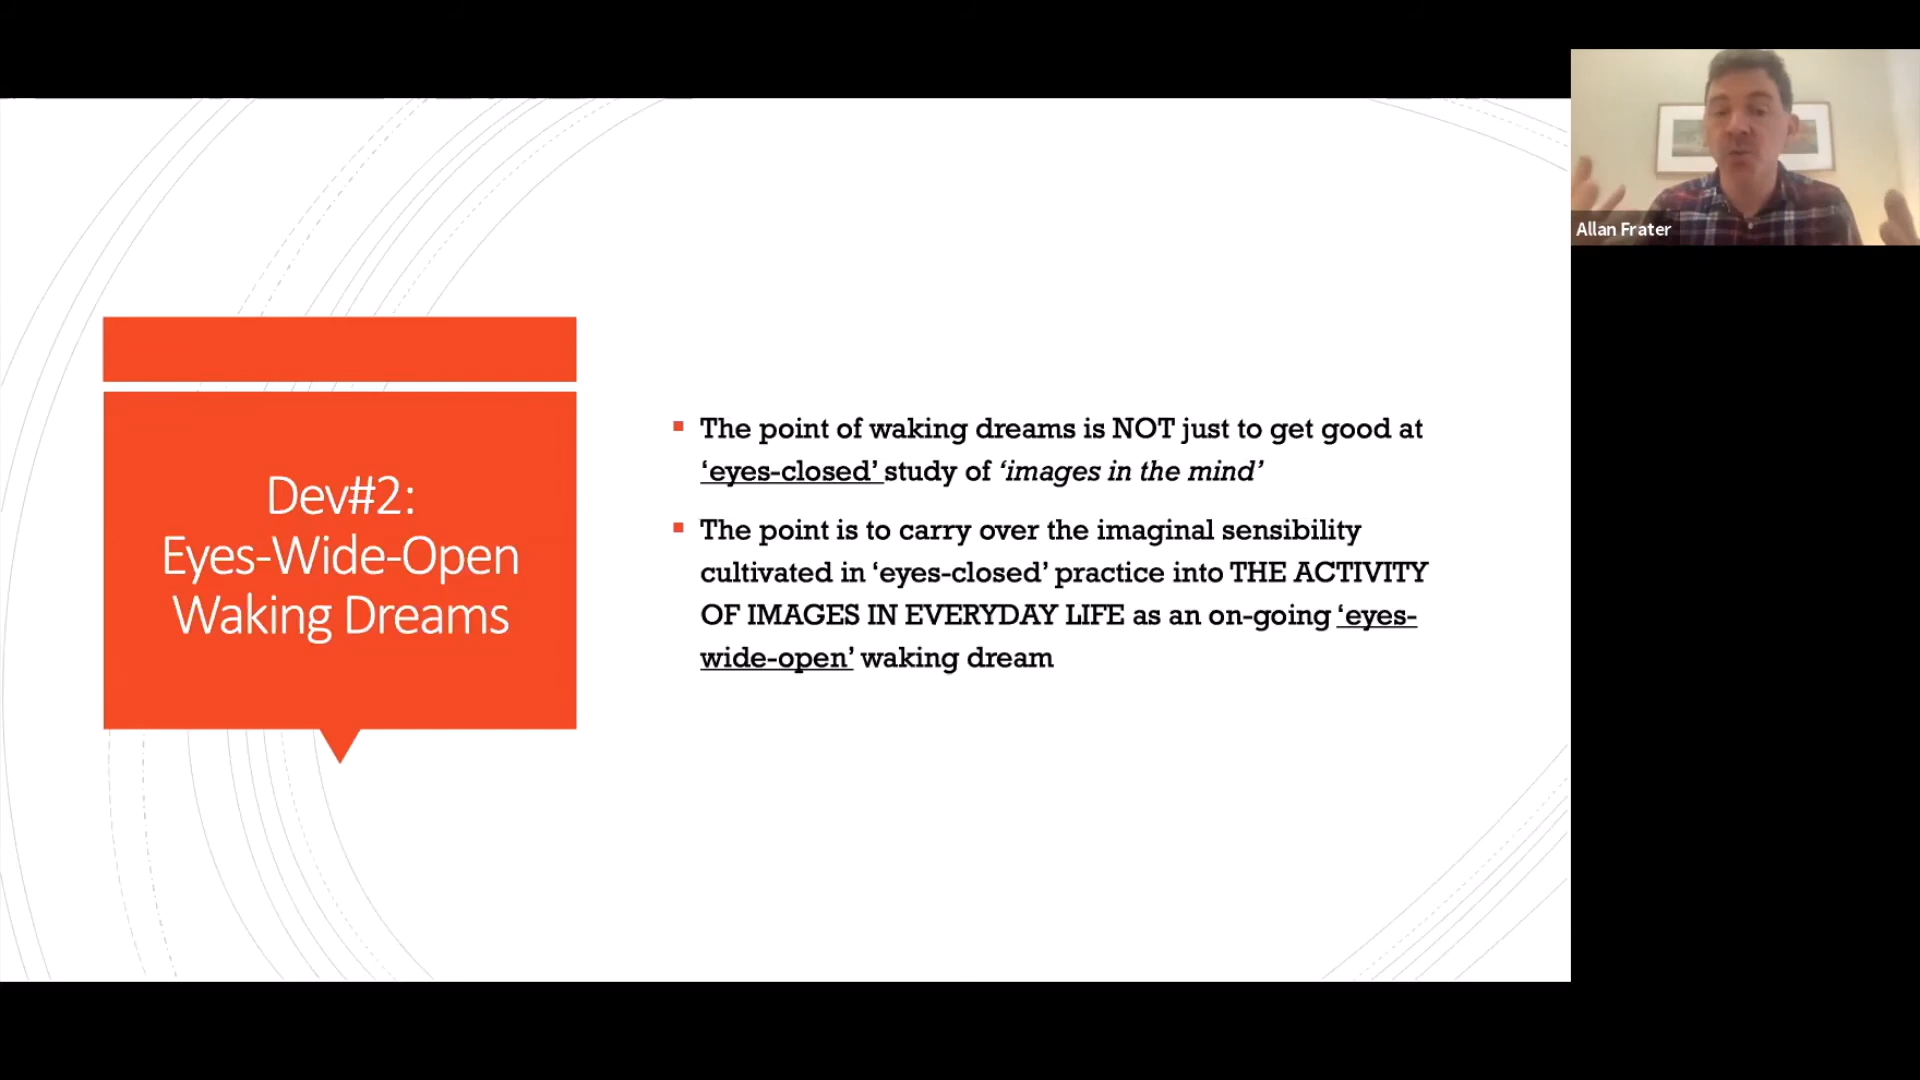 Dev#2:
Eyes-Wide-Open
Waking Dreams
The point of waking dreams is NOT just to get good at
‘eyes-closed’ study of ‘images in the mind’
The point is to carry over the imaginal sensibility
cultivated in ‘eyes-closed’ practice into THE ACTIVITY
OF IMAGES IN EVERYDAY LIFE as an on-going ‘eyes-
wide-open’ waking dream
Allan Frater